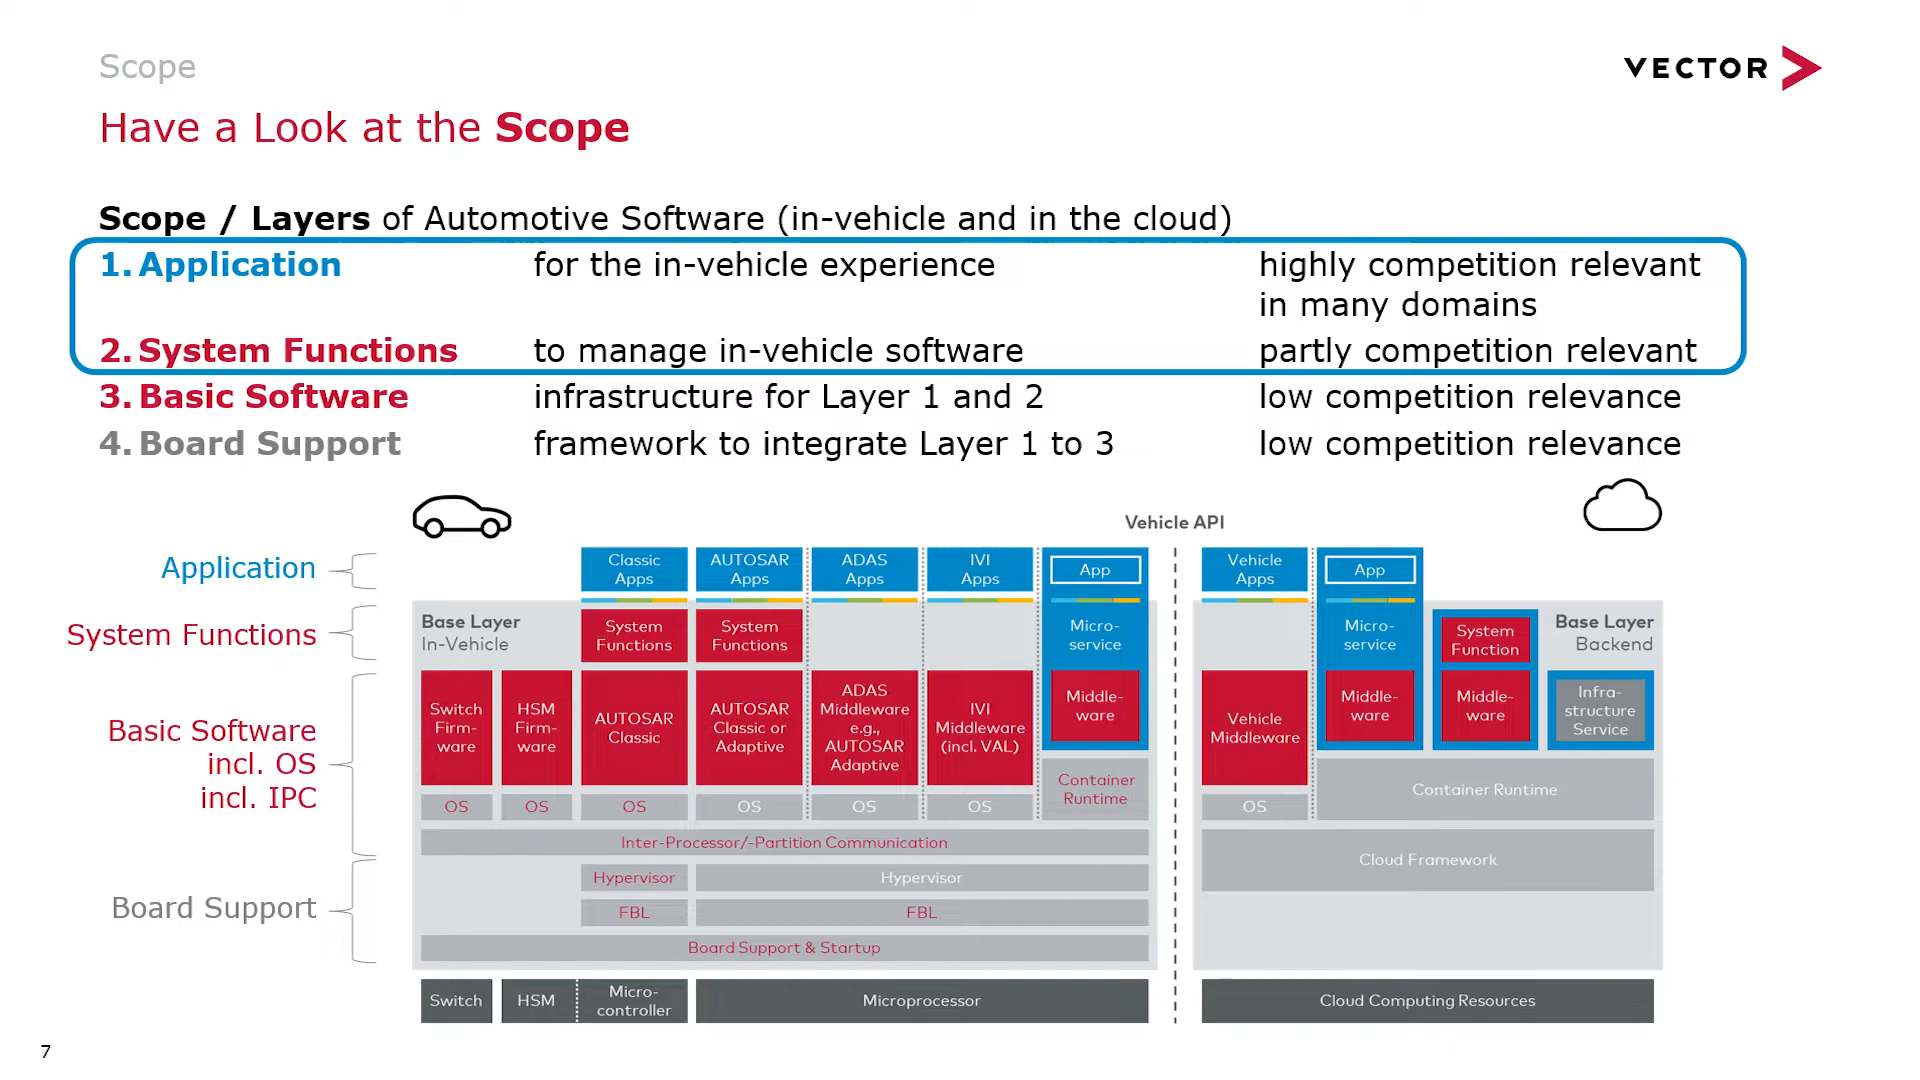 Scope
VECTOR
Have a Look at the Scope
Scope / Layers of Automotive Software (in-vehicle and in the cloud)
1. Application for the in-vehicle experience highly competition relevant
in many domains
2. System Functions to manage in-vehicle software partly competition relevant
3. Basic Software infrastructure for Layer 1 and 2 low competition relevance
4. Board Support framework to integrate Layer 1 to 3 low competition relevance
Vehicle API
Application
System Functions
Basic Software
incl. OS
incl. IPC
Board Support
Classic
Apps
AUTOSAR
Apps
ADAS
Apps
IVI
Apps
App
Vehicle
Apps
App
Base Layer
In-Vehicle
System
Functions
System
Functions
Micro-
service
Micro-
service
System
Function
Base Layer
Backend
Switch
Firm-
ware
HSM
Firm-
ware
AUTOSAR
Classic
AUTOSAR
Classic or
Adaptive
ADAS
Middleware
e.g.,
AUTOSAR
Adaptive
IVI
Middleware
(incl. VAL)
Middle-
ware
Vehicle
Middleware
Middle-
ware
Middle-
ware
Infra-
structure
Service
OS
OS
OS
OS
OS
OS
Container
Runtime
OS
Container Runtime
Inter-Processor/-Partition Communication
Cloud Framework
Hypervisor
Hypervisor
FBL
FBL
Board Support & Startup
Switch
HSM
Micro-
controller
Microprocessor
Cloud Computing Resources
7